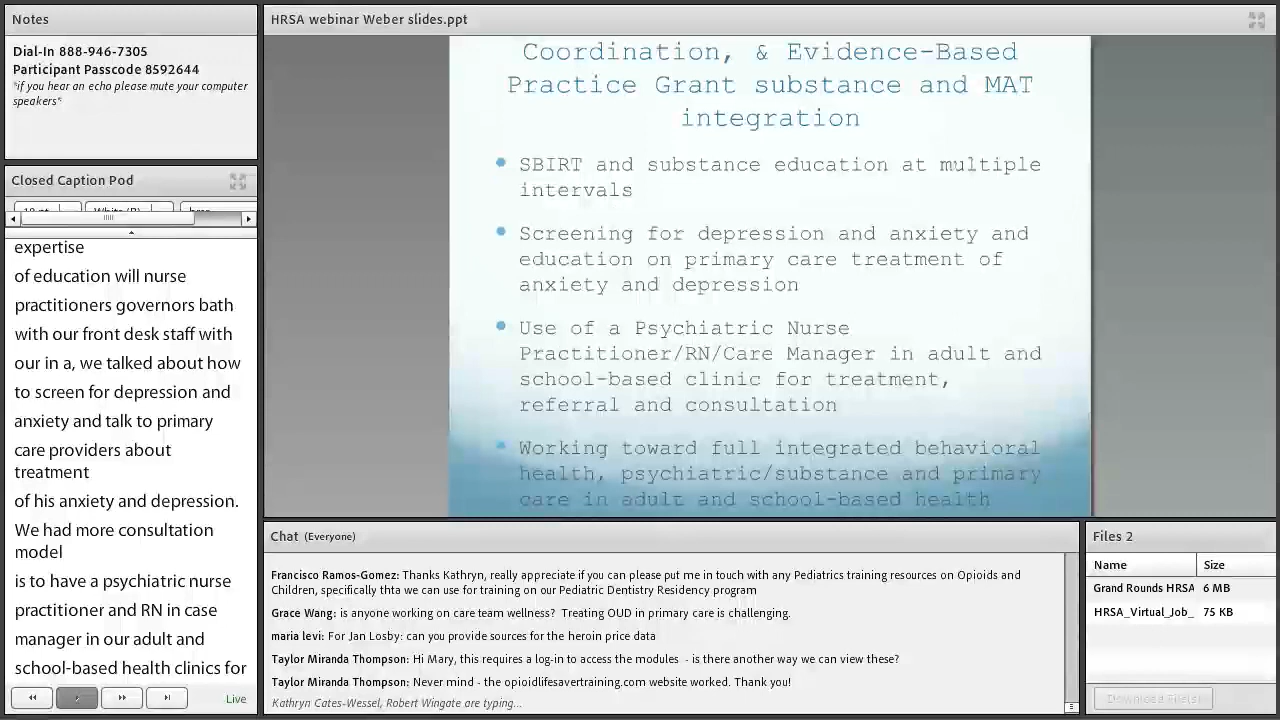 Notes
Dial-In 888-946-7305
Participant Passcode 8592644
*if you hear an echo please mute your computer
speakers*
Closed Caption Pod
expertise
of education will nurse
practitioners governors bath
with our front desk staff with
our in a, we talked about how
to screen for depression and
anxiety and talk to primary
care providers about
treatment
of his anxiety and depression.
We had more consultation
model
is to have a psychiatric nurse
practitioner and RN in case
manager in our adult and
school-based health clinics for
Live
HRSA webinar Weber slides.ppt
Coordination, & Evidence-Based
Practice Grant substance and MAT
integration
SBIRT and substance education at multiple
intervals
Screening for depression and anxiety and
education on primary care treatment of
anxiety and depression
Use of a Psychiatric Nurse
Practitioner/RN/Care Manager in adult and
school-based clinic for treatment,
referral and consultation
Working toward full integrated behavioral
health, psychiatric/substance and primary
care in adult and school-based health
Chat (Everyone)
Francisco Ramos-Gomez: Thanks Kathryn, really appreciate if you can please put me in touch with any Pediatrics training resources on Opioids and
Children, specifically thta we can use for training on our Pediatric Dentistry Residency program
Grace Wang: is anyone working on care team wellness? Treating OUD in primary care is challenging.
maria levi: For Jan Losby: can you provide sources for the heroin price data
Taylor Miranda Thompson: Hi Mary, this requires a log-in to access the modules - is there another way we can view these?
Taylor Miranda Thompson: Never mind - the opioidlifesavertraining.com website worked. Thank you!
Kathryn Cates-Wessel, Robert Wingo are typing...
Files 2
Name Size
Grand Rounds HRSA 6 MB
HRSA_Virtual_Job_ 75 KB
Download File(s)